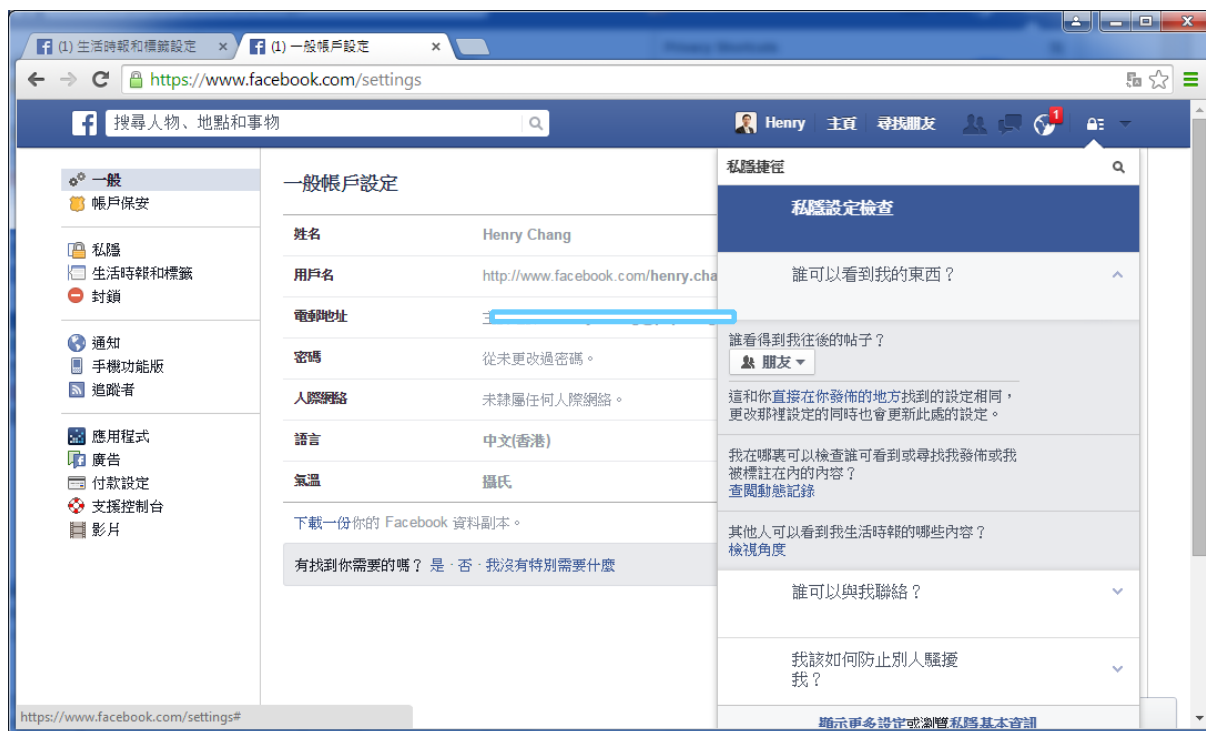 (1) 生活時報和標籤設定
(1) 一般帳戶設定
https://www.facebook.com/settings
搜尋人物、地點和事物
Henry 主頁 尋找朋友
1
一般
帳戶保安
私隱
生活時報和標籤
封鎖
通知
手機功能版
追蹤者
應用程式
廣告
付款設定
支援控制台
影片
一般帳戶設定
姓名 Henry Chang
用戶名 http://www.facebook.com/henry.cha
電郵地址
密碼 從未更改過密碼。
人際網絡 未隸屬任何人際網絡。
語言 中文(香港)
氣溫 攝氏
下載一份你的 Facebook 資料副本。
有找到你需要的嗎? 是 · 否 · 我沒有特別需要什麼
私隱捷徑
私隱設定檢查
誰可以看到我的東西?
誰看得到我往後的帖子?
朋友
這和你直接在你發佈的地方找到的設定相同,
更改那裡設定的同時也會更新此處的設定。
我在哪裏可以檢查誰可看到或尋找我發佈或我
被標註在內的內容?
查閱動態記錄
其他人可以看到我生活時報的哪些內容?
檢視角度
誰可以與我聯絡?
我該如何防止別人騷擾
我?
顯示更多設定或瀏覽私隱基本資訊
https://www.facebook.com/settings#